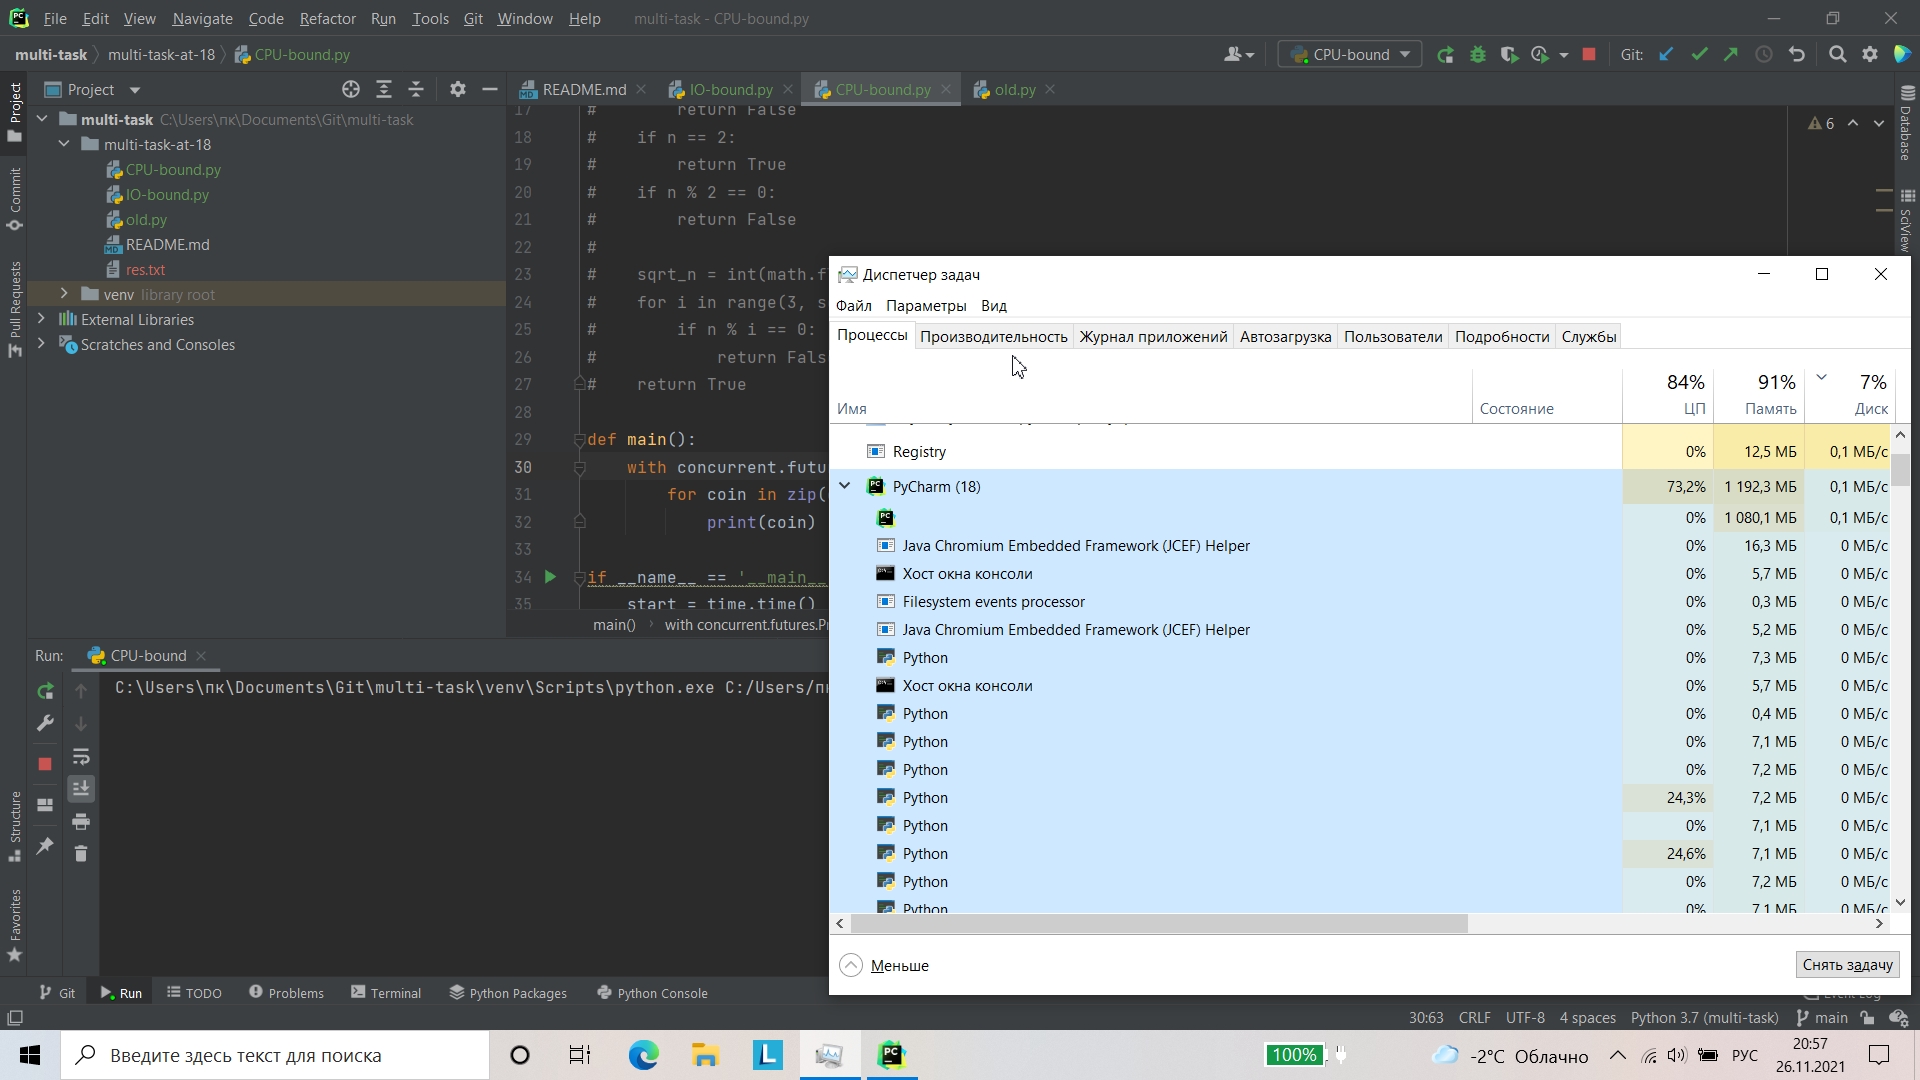 File Edit View Navigate Code Refactor Run Tools Git Window Help multi-task - CPU-bound.py
multi-task multi-task-at-18 CPU-bound.py CPU-bound Git:
Project README.md IO-bound.py CPU-bound.py old.py
multi-task C:\Users\пк\Documents\Git\multi-task
multi-task-at-18
CPU-bound.py
IO-bound.py
old.py
README.md
res.txt
venv library root
External Libraries
Scratches and Consoles
Project
Commit
Pull Requests
Structure
Favorites
Database
SciView
6
17 # return False
18 # if n == 2:
19 # return True
20 # if n % 2 == 0:
21 # return False
22 #
23 # sqrt_n = int(math.f
24 # for i in range(3, s
25 # if n % i == 0:
26 # return Fals
27 # return True
28
29 def main():
30 with concurrent.futu
31 for coin in zip(
32 print(coin)
33
34 if __name__ == '__main__
35 start = time.time()
main() with concurrent.futures.P
Run: CPU-bound
C:\Users\пк\Documents\Git\multi-task\venv\Scripts\python.exe C:/Users/п
Диспетчер задач
Файл Параметры Вид
Процессы Производительность Журнал приложений Автозагрузка Пользователи Подробности Службы
84% 91% 7%
Имя Состояние ЦП Память Диск
Registry 0% 12,5 МБ 0,1 МБ/с
PyCharm (18) 73,2% 1 192,3 МБ 0,1 МБ/с
0% 1 080,1 МБ 0,1 МБ/с
Java Chromium Embedded Framework (JCEF) Helper 0% 16,3 МБ 0 МБ/с
Хост окна консоли 0% 5,7 МБ 0 МБ/с
Filesystem events processor 0% 0,3 МБ 0 МБ/с
Java Chromium Embedded Framework (JCEF) Helper 0% 5,2 МБ 0 МБ/с
Python 0% 7,3 МБ 0 МБ/с
Хост окна консоли 0% 5,7 МБ 0 МБ/с
Python 0% 0,4 МБ 0 МБ/с
Python 0% 7,1 МБ 0 МБ/с
Python 0% 7,2 МБ 0 МБ/с
Python 24,3% 7,2 МБ 0 МБ/с
Python 0% 7,1 МБ 0 МБ/с
Python 24,6% 7,1 МБ 0 МБ/с
Python 0% 7,2 МБ 0 МБ/с
Python 0% 7,1 МБ 0 МБ/с
Меньше Снять задачу
Git Run TODO Problems Terminal Python Packages Python Console Event Log
30:63 CRLF UTF-8 4 spaces Python 3.7 (multi-task) main
Введите здесь текст для поиска 100% -2°C Облачно РУС 20:57
26.11.2021